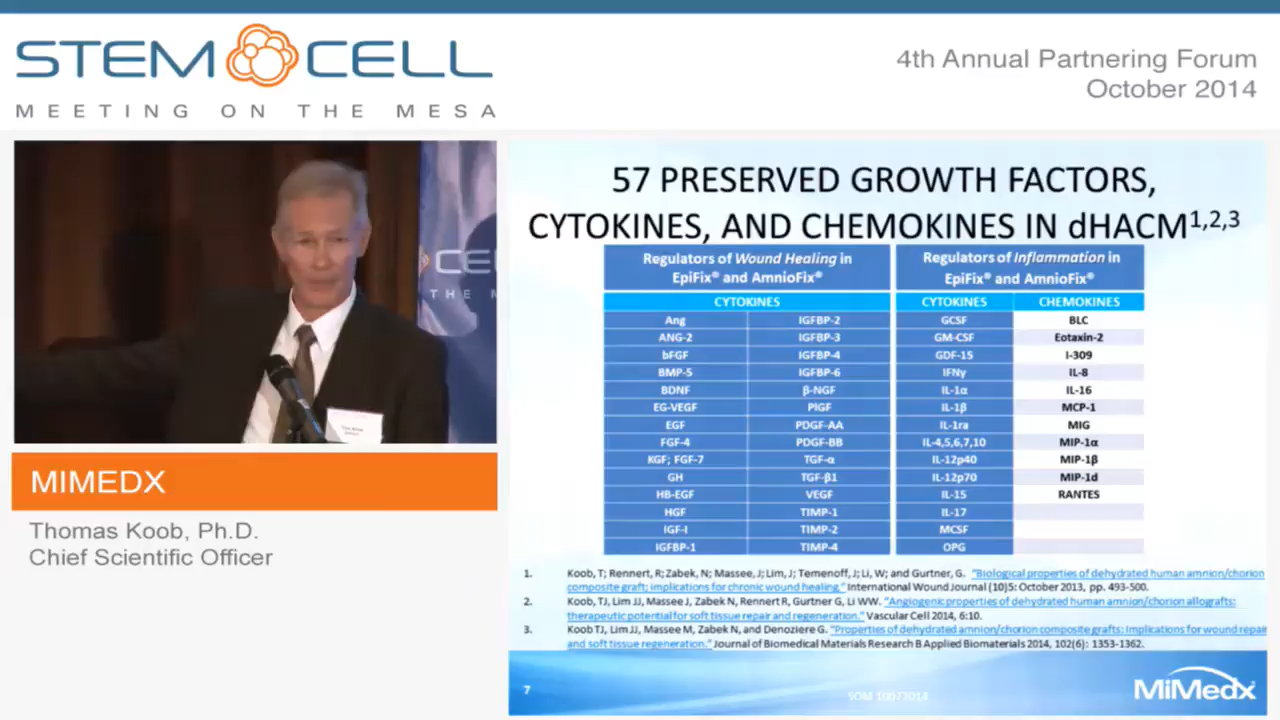 STEM CELL
MEETING ON THE MESA
4th Annual Partnering Forum
October 2014
CE
THE M
MIMEDX
Thomas Koob, Ph.D.
Chief Scientific Officer
57 PRESERVED GROWTH FACTORS,
CYTOKINES, AND CHEMOKINES IN dHACM1,2,3
Regulators of Wound Healing in
EpiFix® and AmnioFix®
Regulators of Inflammation in
EpiFix® and AmnioFix®
CYTOKINES CYTOKINES CHEMOKINES
Ang IGFBP-2 GCSF BLC
ANG-2 IGFBP-3 GM-CSF Eotaxin-2
bFGF IGFBP-4 GDF-15 I-309
BMP-5 IGFBP-6 IFNγ IL-8
BDNF β-NGF IL-1α IL-16
EG-VEGF PlGF IL-1β MCP-1
EGF PDGF-AA IL-1ra MIG
FGF-4 PDGF-BB IL-4,5,6,7,10 MIP-1α
KGF; FGF-7 TGF-α IL-12p40 MIP-1β
GH TGF-β1 IL-12p70 MIP-1d
HB-EGF VEGF IL-15 RANTES
HGF TIMP-1 IL-17
IGF-I TIMP-2 MCSF
IGFBP-1 TIMP-4 OPG
1. Koob, T; Rennert, R; Zabek, N; Massee, J; Lim, J; Temenoff, J; Li, W; and Gurtner, G. "Biological properties of dehydrated human amnion/chorion
composite graft; implications for chronic wound healing." International Wound Journal (10)5: October 2013, pp. 493-500.
2. Koob, TJ, Lim JJ, Massee J, Zabek N, Rennert R, Gurtner G, Li WW. "Angiogenic properties of dehydrated human amnion/chorion allografts:
therapeutic potential for soft tissue repair and regeneration." Vascular Cell 2014, 6:10.
3. Koob TJ, Lim JJ, Massee M, Zabek N, and Denoziere G. "Properties of dehydrated amnion/chorion composite grafts: Implications for wound repair
and soft tissue regeneration." Journal of Biomedical Materials Research B Applied Biomaterials 2014, 102(6): 1353-1362.
7
MiMedx